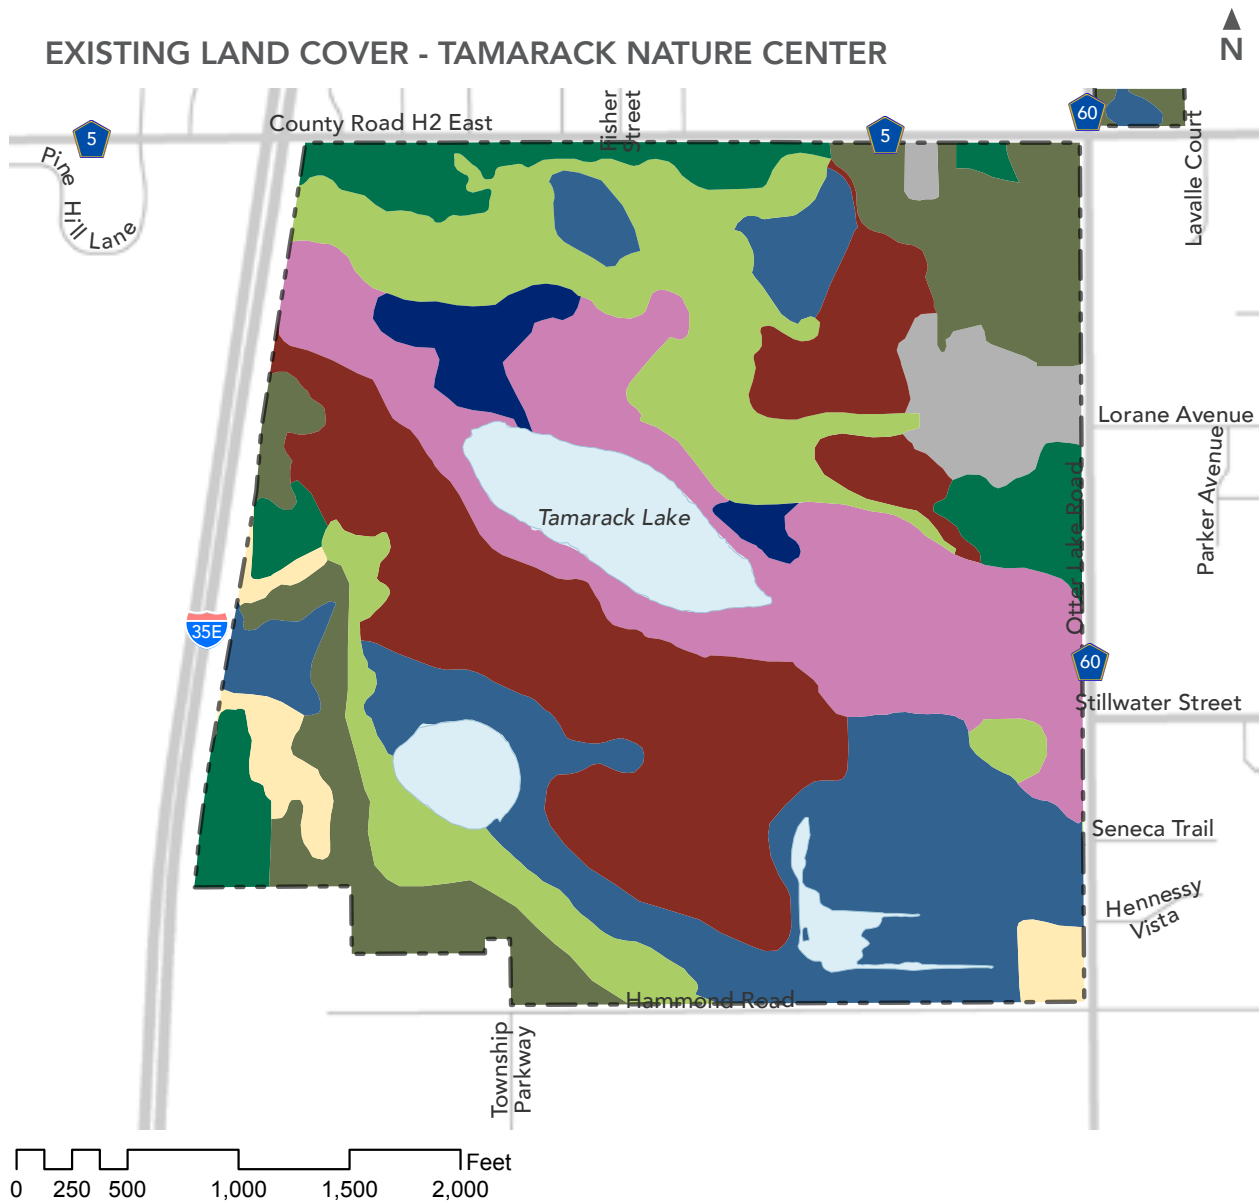 EXISTING LAND COVER - TAMARACK NATURE CENTER
N
County Road H2 East
Fisher
Street
5
5
60
Pine Hill Lane
Lavalle Court
Lorane Avenue
Parker Avenue
Otter Lake Road
Tamarack Lake
35E
60
Stillwater Street
Seneca Trail
Hennessy
Vista
Hammond Road
Township
Parkway
Feet
0 250 500 1,000 1,500 2,000